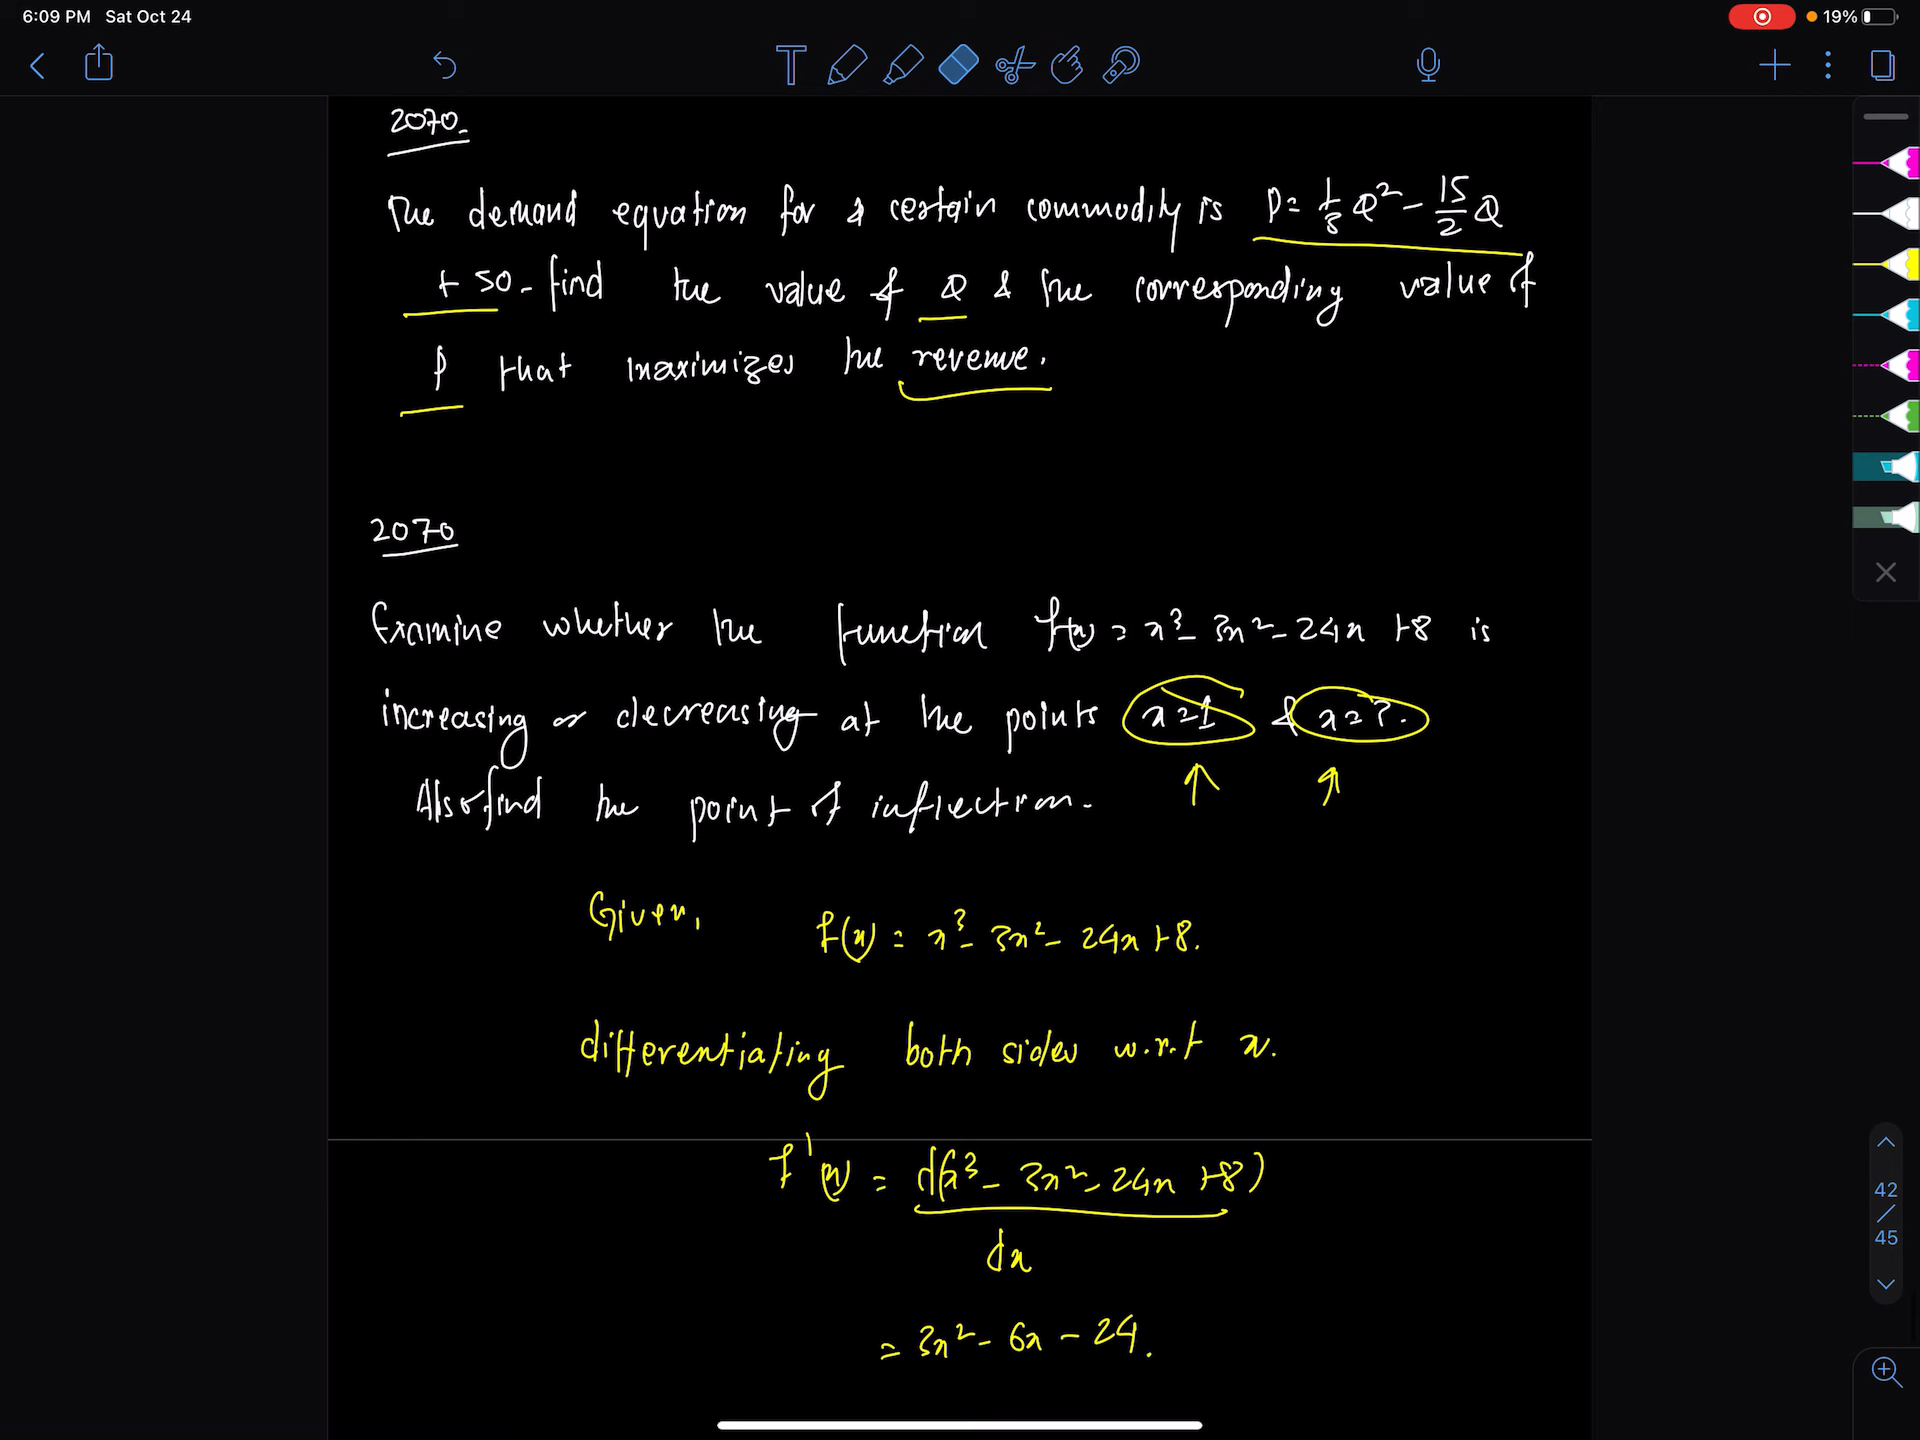 6:09 PM Sat Oct 24
19%
2070.
The demand equation for a certain commodity is P = 1/8 Q² - 15/2 Q
+ 50. find the value of Q & the corresponding value of
P that maximizes the revenue.
2070
Examine whether the function f(x) = x³ - 3x² - 24x + 8 is
increasing or decreasing at the points x = 1 & x = ?.
Also find the point of inflection.
Given, f(x) = x³ - 3x² - 24x + 8.
differentiating both sides w.r.t x.
f'(x) = d(x³ - 3x² - 24x + 8)
dx
= 3x² - 6x - 24.
42
/
45